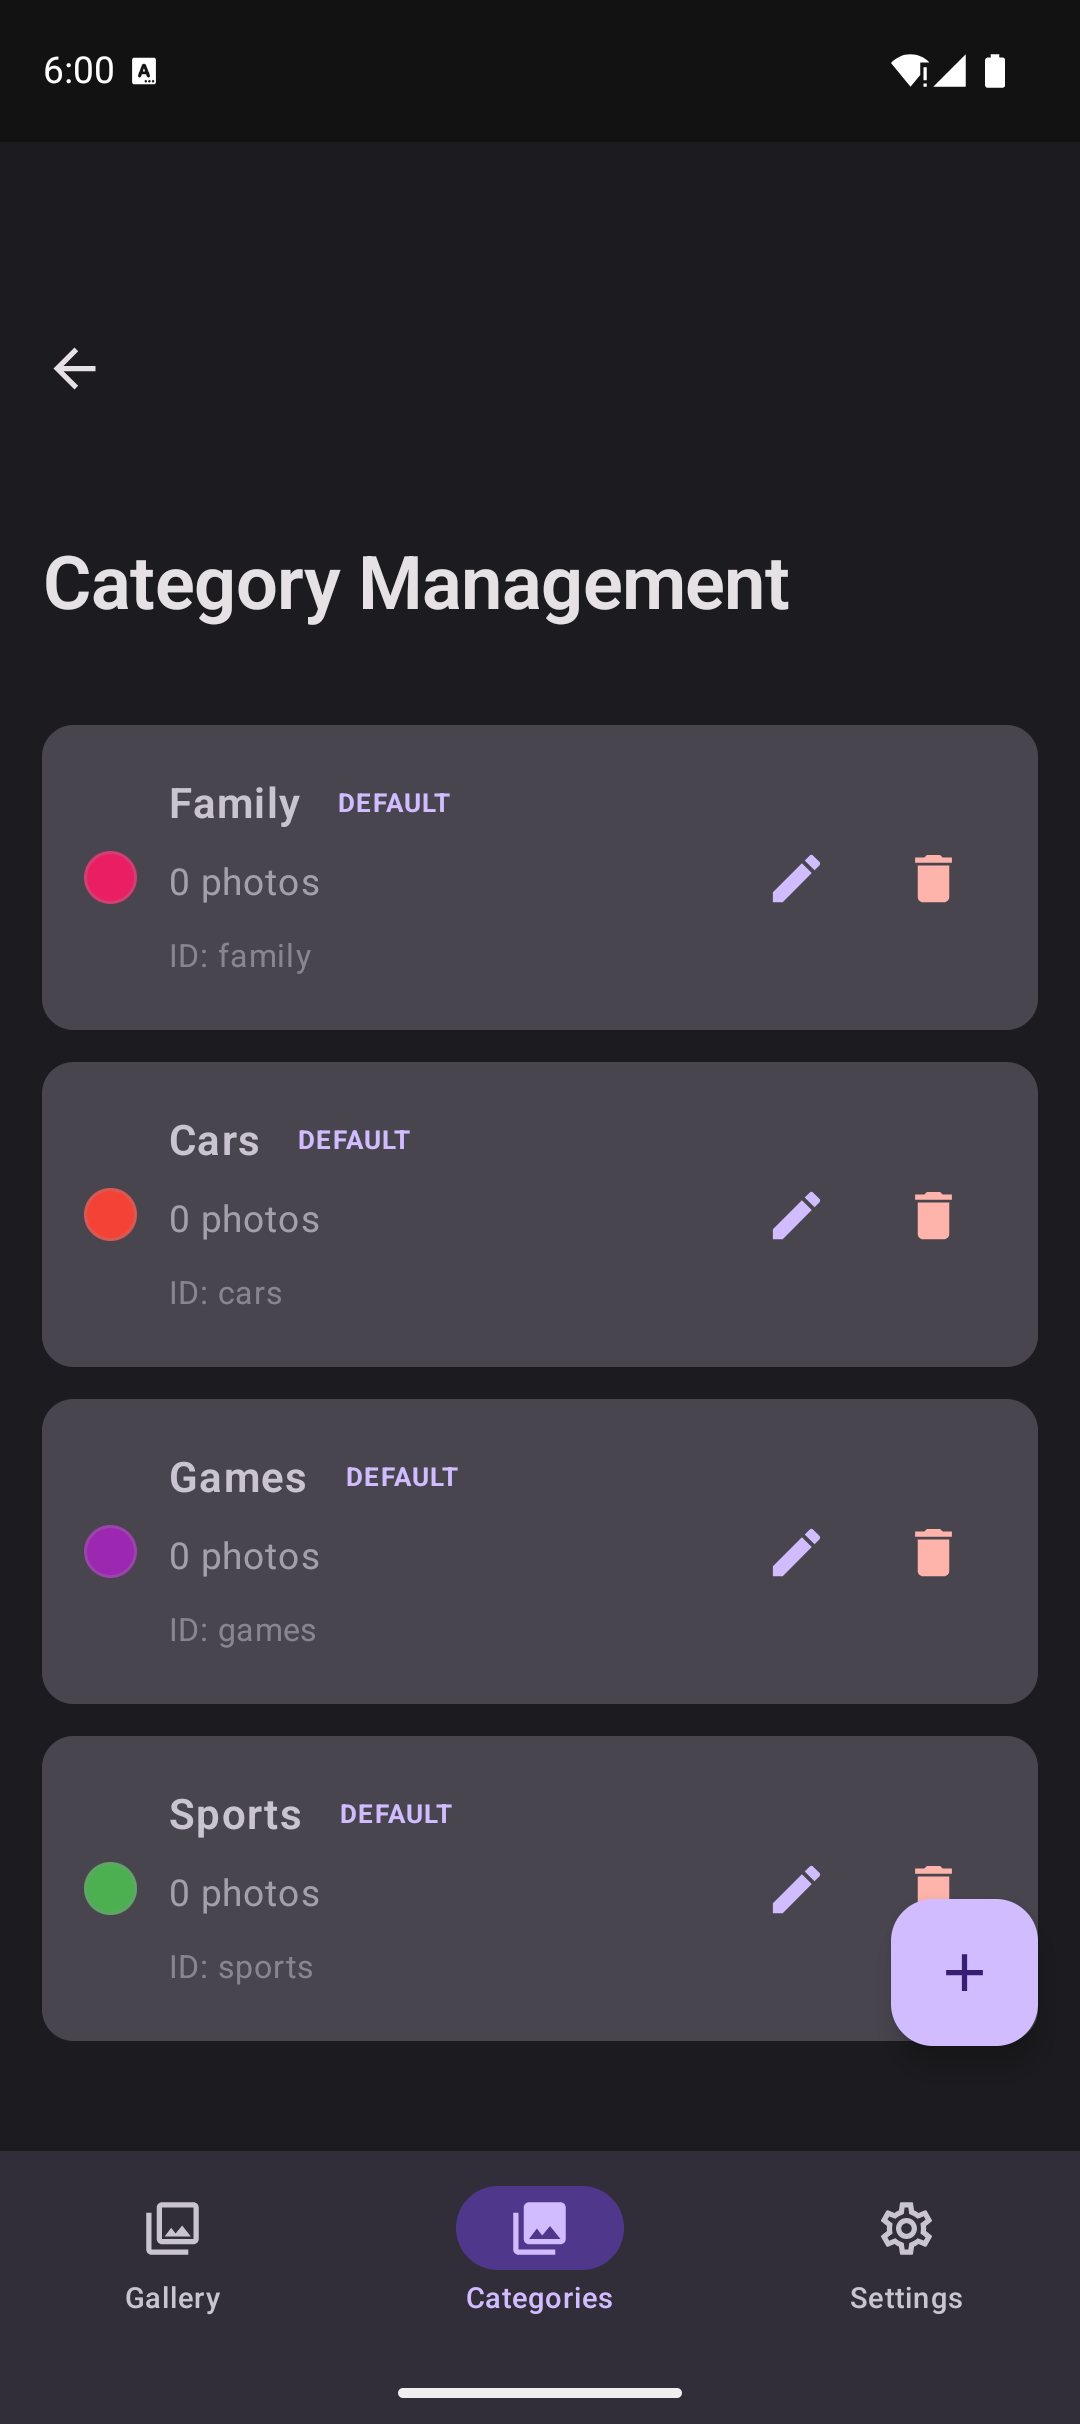 6:00
Category Management
Family DEFAULT
0 photos
ID: family
Cars DEFAULT
0 photos
ID: cars
Games DEFAULT
0 photos
ID: games
Sports DEFAULT
0 photos
ID: sports
Gallery Categories Settings